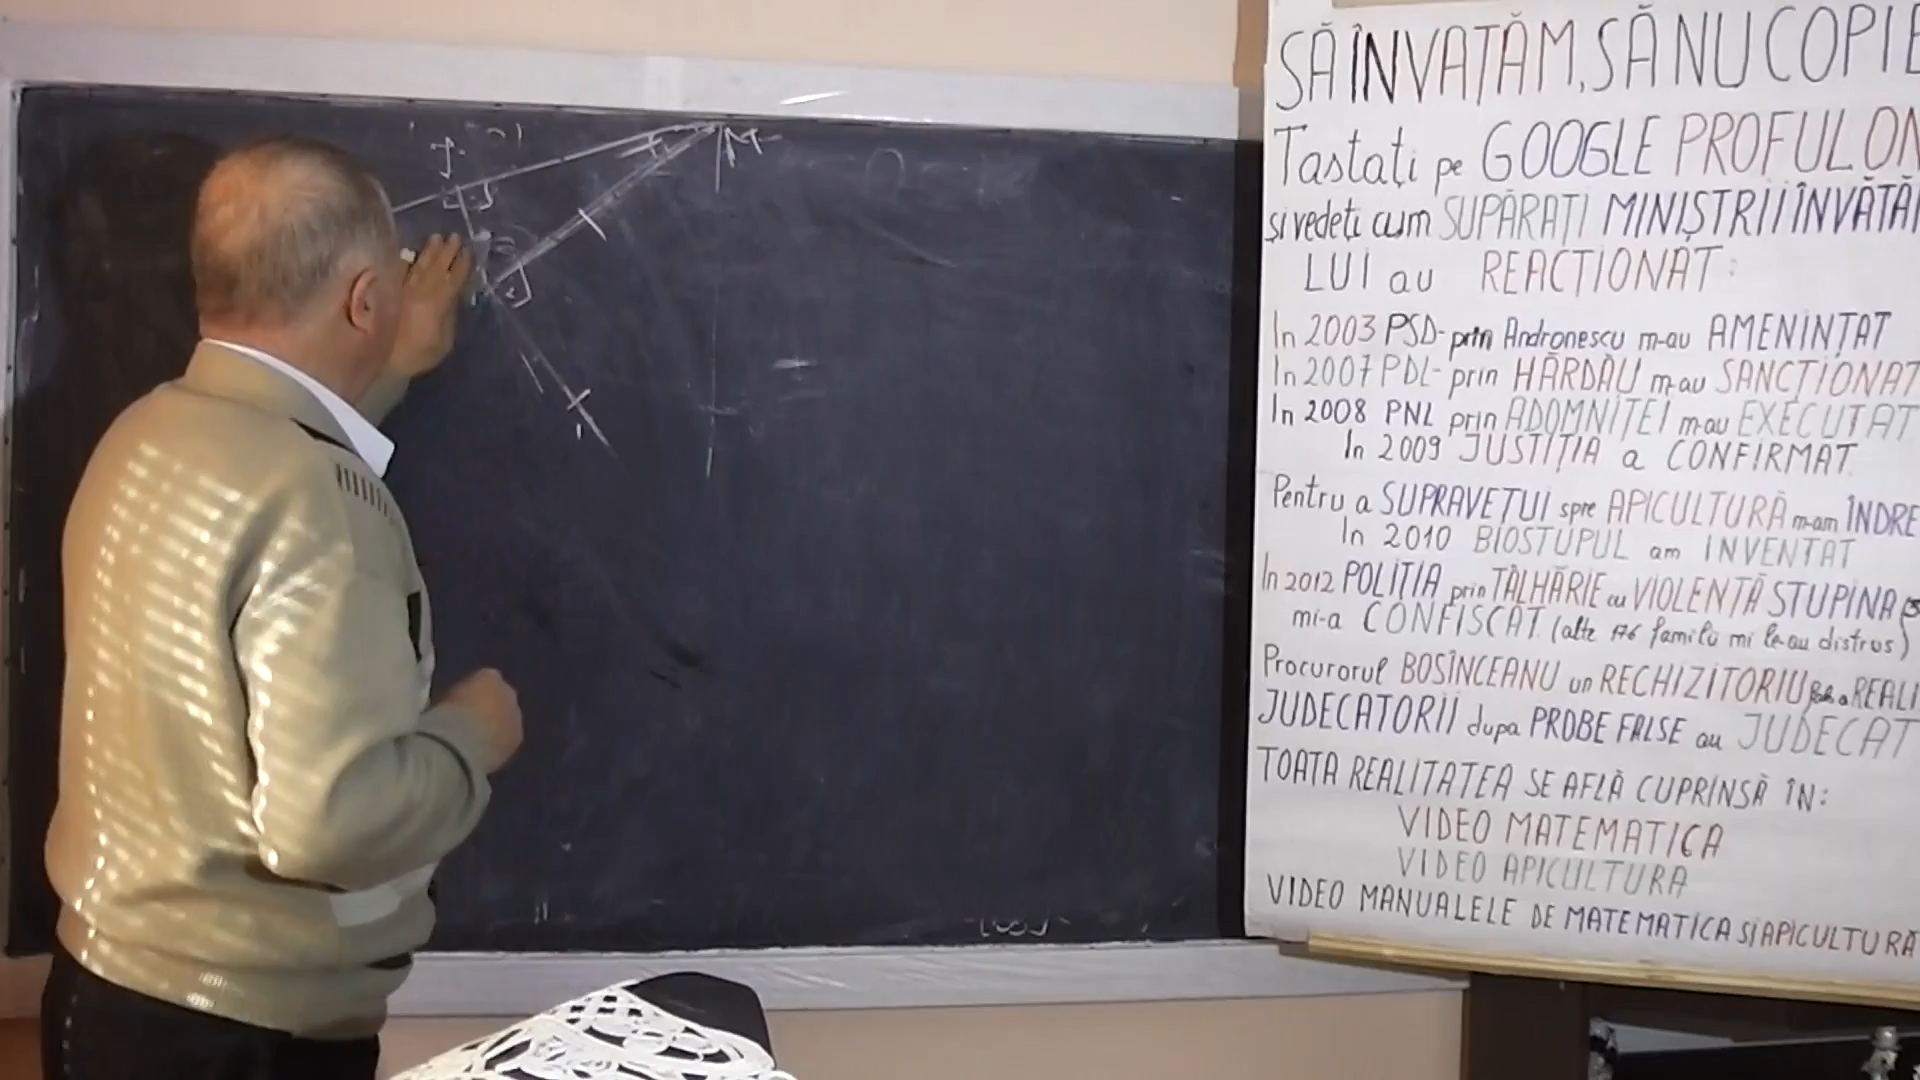 M
SĂ ÎNVAȚĂM, SĂ NU COPIE
Tastați pe GOOGLE PROFULON
și vedeți cum SUPĂRAȚI MINIȘTRII ÎNVĂȚĂ
LUI au REACȚIONAT:
In 2003 PSD- prin Andronescu m-au AMENINȚAT
In 2007 PDL- prin HĂRDĂU m-au SANCȚIONAT
In 2008 PNL prin ADOMNIȚEI m-au EXECUTAT
In 2009 JUSTIȚIA a CONFIRMAT
Pentru a SUPRAVEȚUI spre APICULTURĂ m-am ÎNDRE
In 2010 BIOSTUPUL am INVENTAT
In 2012 POLIȚIA prin TÂLHĂRIE cu VIOLENȚĂ STUPINA
mi-a CONFISCAT. (alte 176 familii mi le-au distrus)
Procurorul BOSÎNCEANU un RECHIZITORIU REALI
JUDECATORII dupa PROBE FALSE au JUDECAT
TOATA REALITATEA SE AFLĂ CUPRINSĂ ÎN:
VIDEO MATEMATICA
VIDEO APICULTURA
VIDEO MANUALELE DE MATEMATICA SI APICULTURĂ